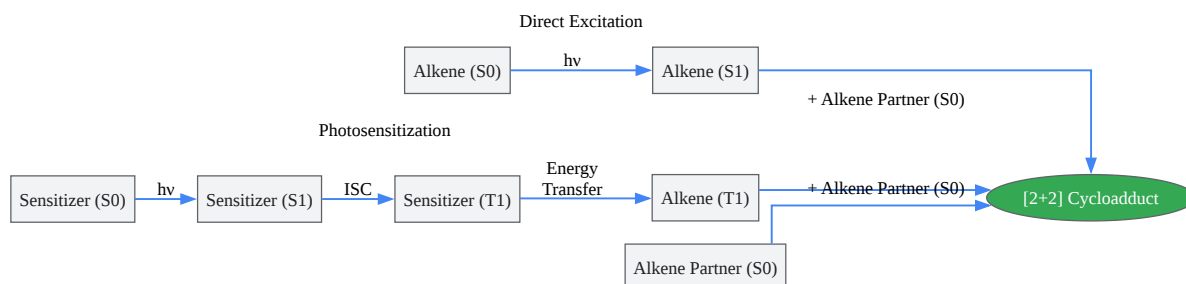 Direct Excitation
Alkene (S0)
hν
Alkene (S1)
+ Alkene Partner (S0)
Photosensitization
Sensitizer (S0)
hν
Sensitizer (S1)
ISC
Sensitizer (T1)
Energy
Transfer
Alkene (T1)
+ Alkene Partner (S0)
[2+2] Cycloadduct
Alkene Partner (S0)